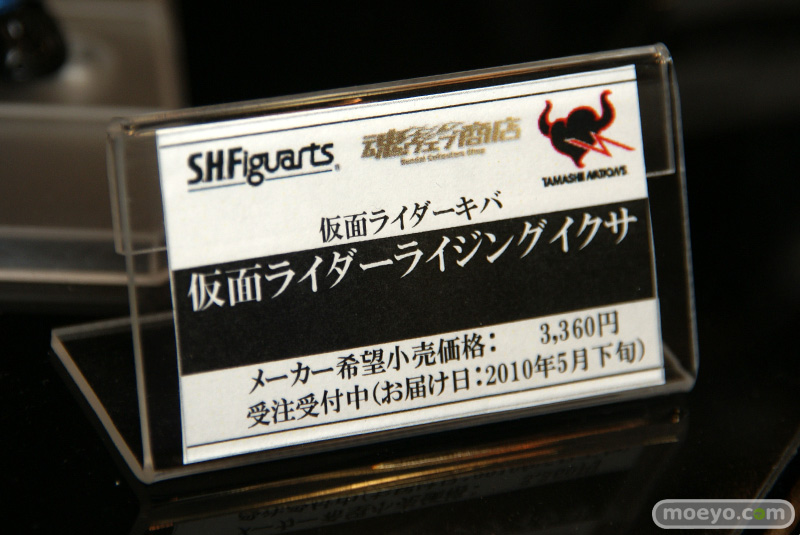 S.H.Figuarts
魂ウェブ商店
TAMASHII NATIONS
仮面ライダーキバ
仮面ライダーライジングイクサ
メーカー希望小売価格： 3,360円
受注受付中(お届け日：2010年5月下旬)
moeyo.com